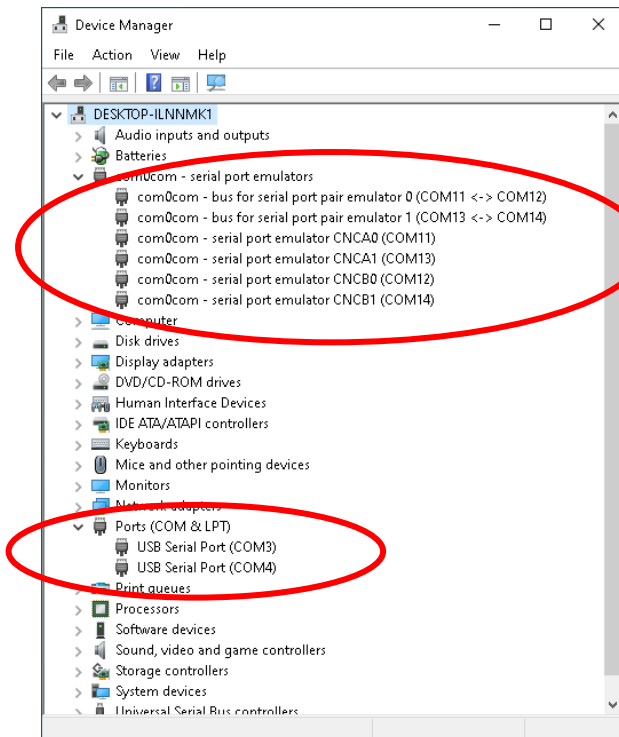 Device Manager
File Action View Help
DESKTOP-ILNNMK1
Audio inputs and outputs
Batteries
com0com - serial port emulators
com0com - bus for serial port pair emulator 0 (COM11 <-> COM12)
com0com - bus for serial port pair emulator 1 (COM13 <-> COM14)
com0com - serial port emulator CNCA0 (COM11)
com0com - serial port emulator CNCA1 (COM13)
com0com - serial port emulator CNCB0 (COM12)
com0com - serial port emulator CNCB1 (COM14)
Computer
Disk drives
Display adapters
DVD/CD-ROM drives
Human Interface Devices
IDE ATA/ATAPI controllers
Keyboards
Mice and other pointing devices
Monitors
Network adapters
Ports (COM & LPT)
USB Serial Port (COM3)
USB Serial Port (COM4)
Print queues
Processors
Software devices
Sound, video and game controllers
Storage controllers
System devices
Universal Serial Bus controllers